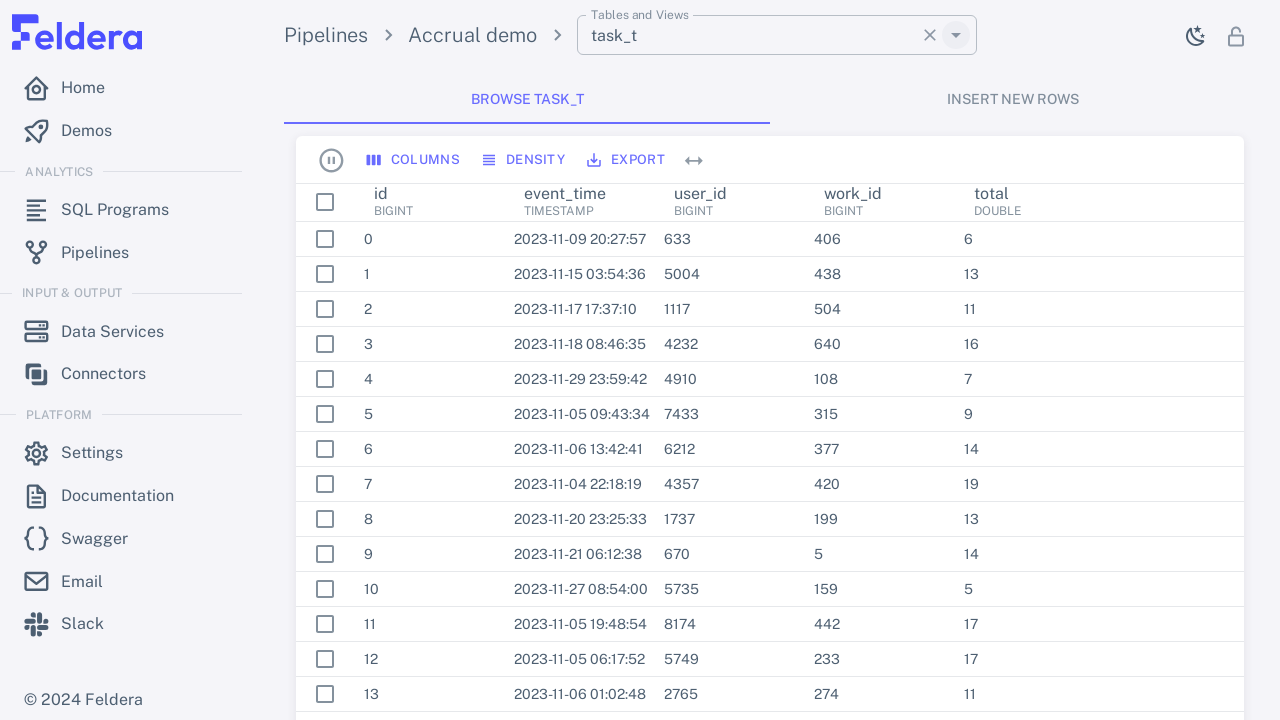 Feldera
Home
Demos
ANALYTICS
SQL Programs
Pipelines
INPUT & OUTPUT
Data Services
Connectors
PLATFORM
Settings
Documentation
Swagger
Email
Slack
© 2024 Feldera
Pipelines > Accrual demo >
Tables and Views
task_t
BROWSE TASK_T INSERT NEW ROWS
COLUMNS DENSITY EXPORT
id event_time user_id work_id total
BIGINT TIMESTAMP BIGINT BIGINT DOUBLE
0 2023-11-09 20:27:57 633 406 6
1 2023-11-15 03:54:36 5004 438 13
2 2023-11-17 17:37:10 1117 504 11
3 2023-11-18 08:46:35 4232 640 16
4 2023-11-29 23:59:42 4910 108 7
5 2023-11-05 09:43:34 7433 315 9
6 2023-11-06 13:42:41 6212 377 14
7 2023-11-04 22:18:19 4357 420 19
8 2023-11-20 23:25:33 1737 199 13
9 2023-11-21 06:12:38 670 5 14
10 2023-11-27 08:54:00 5735 159 5
11 2023-11-05 19:48:54 8174 442 17
12 2023-11-05 06:17:52 5749 233 17
13 2023-11-06 01:02:48 2765 274 11